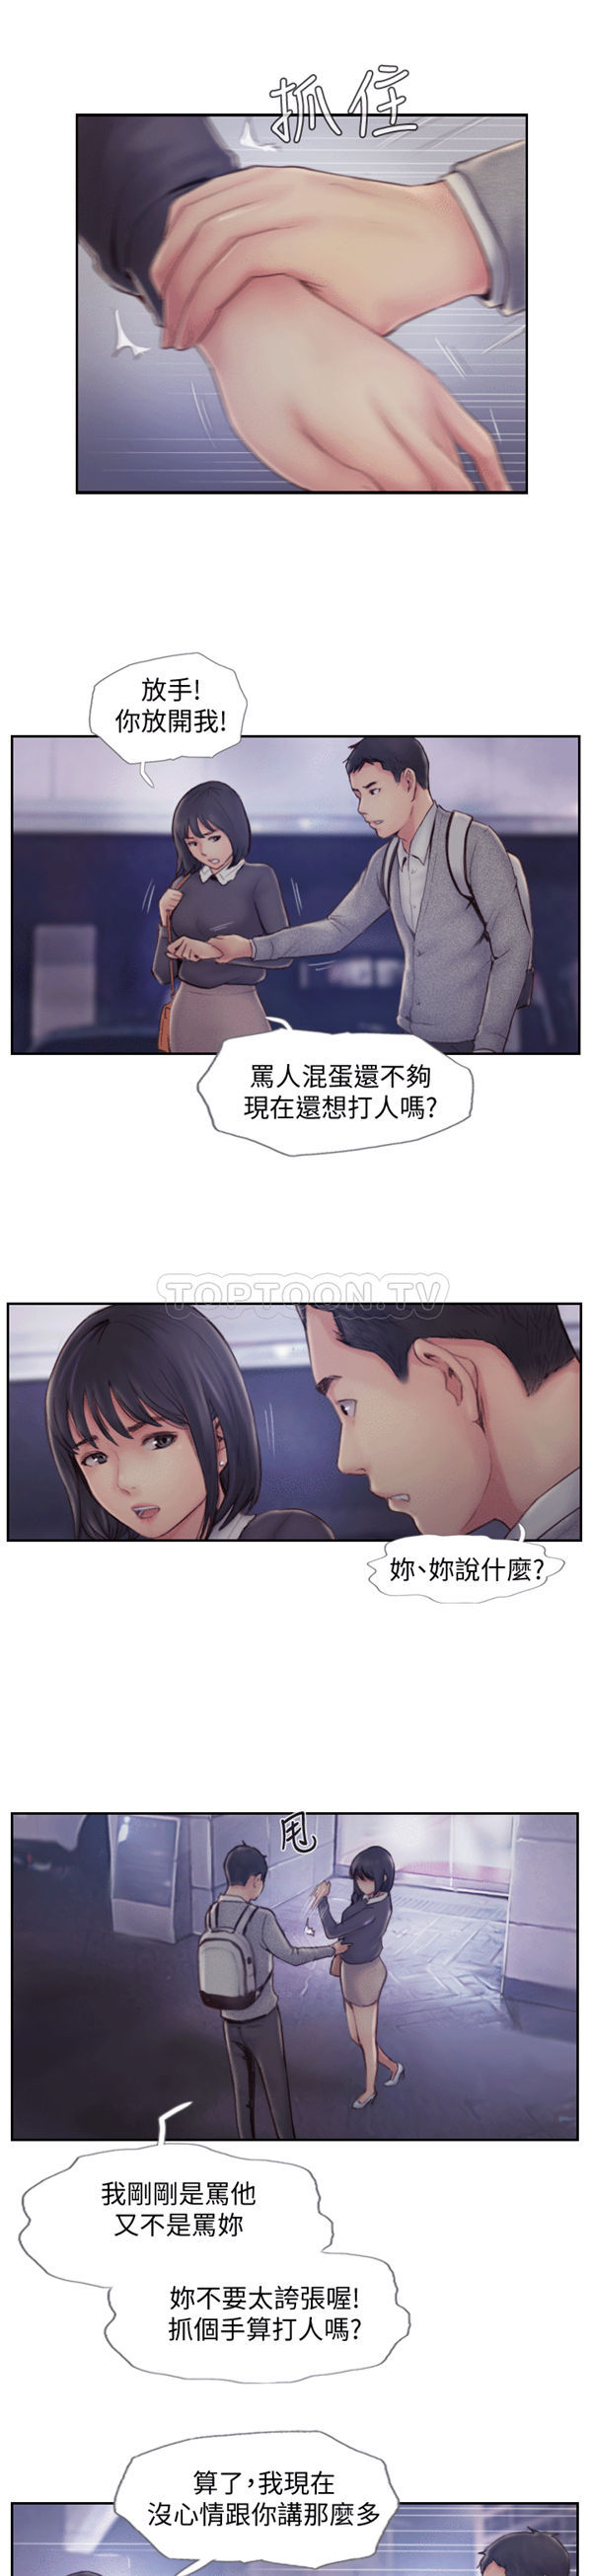 抓住
放手!
你放開我!
罵人混蛋還不夠
現在還想打人嗎?
TOPTOON.TV
妳、妳說什麼?
甩
我剛剛是罵他
又不是罵妳
妳不要太誇張喔!
抓個手算打人嗎?
算了,我現在
沒心情跟你講那麼多